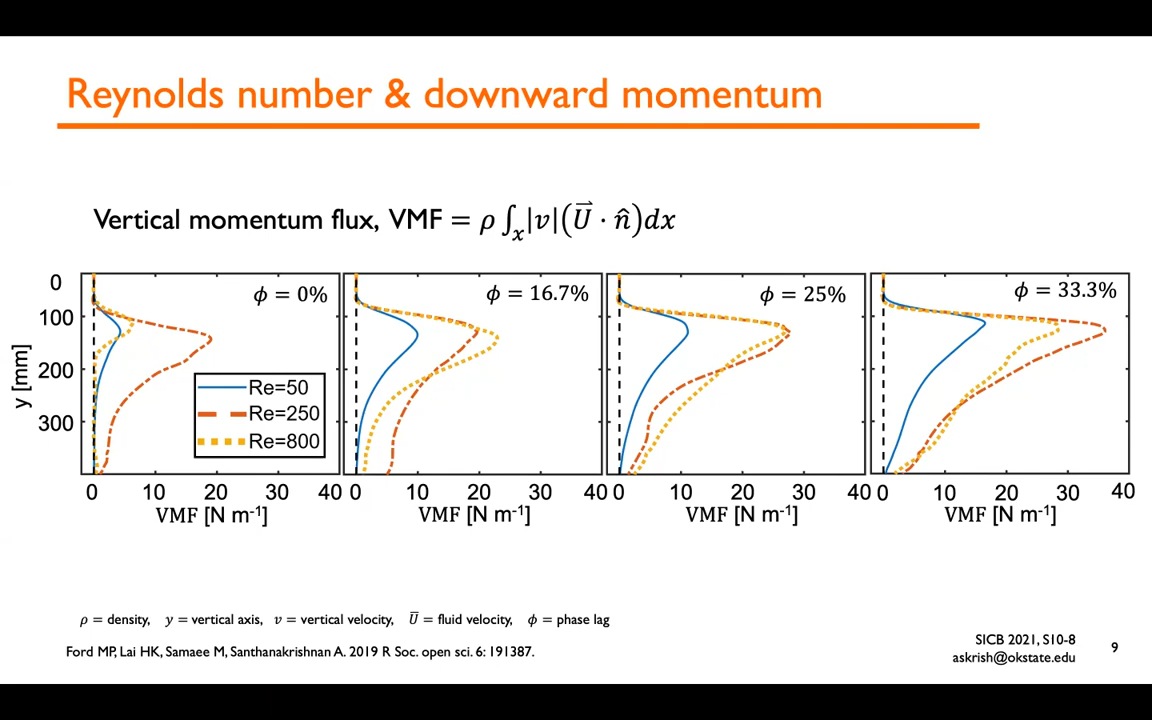 Reynolds number & downward momentum
Vertical momentum flux, VMF = ρ ∫ₓ|v|(U⃗ · n̂)dx
ϕ = 0%
ϕ = 16.7%
ϕ = 25%
ϕ = 33.3%
0
100
200
300
y [mm]
Re=50
Re=250
Re=800
0 10 20 30 40 0 10 20 30 40 0 10 20 30 40 0 10 20 30 40
VMF [N m⁻¹] VMF [N m⁻¹] VMF [N m⁻¹] VMF [N m⁻¹]
ρ = density, y = vertical axis, v = vertical velocity, U̅ = fluid velocity, ϕ = phase lag
Ford MP, Lai HK, Samaee M, Santhanakrishnan A. 2019 R Soc. open sci. 6: 191387.
SICB 2021, S10-8
askrish@okstate.edu
9